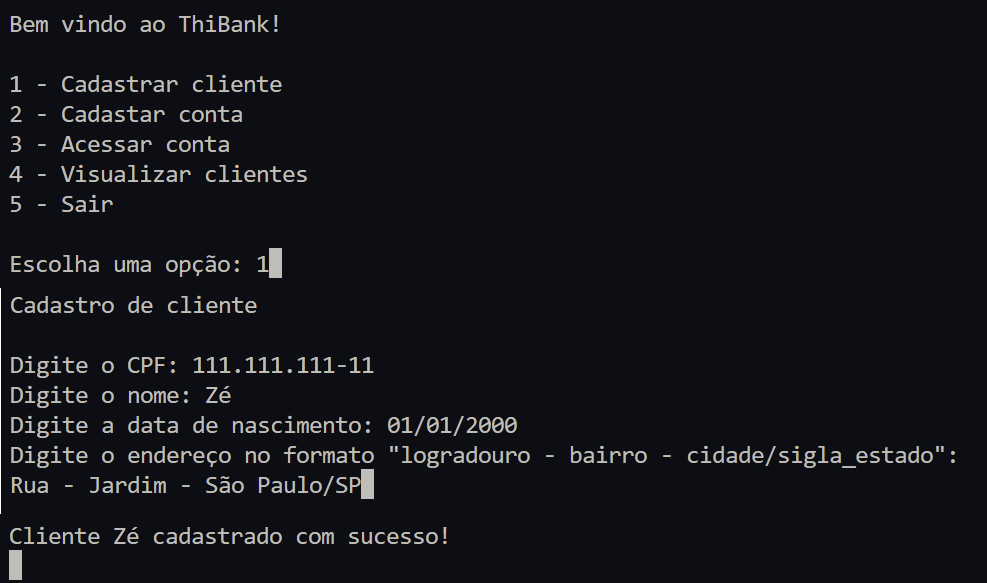 Bem vindo ao ThiBank!
1 - Cadastrar cliente
2 - Cadastar conta
3 - Acessar conta
4 - Visualizar clientes
5 - Sair
Escolha uma opção: 1
Cadastro de cliente
Digite o CPF: 111.111.111-11
Digite o nome: Zé
Digite a data de nascimento: 01/01/2000
Digite o endereço no formato "logradouro - bairro - cidade/sigla_estado":
Rua - Jardim - São Paulo/SP
Cliente Zé cadastrado com sucesso!